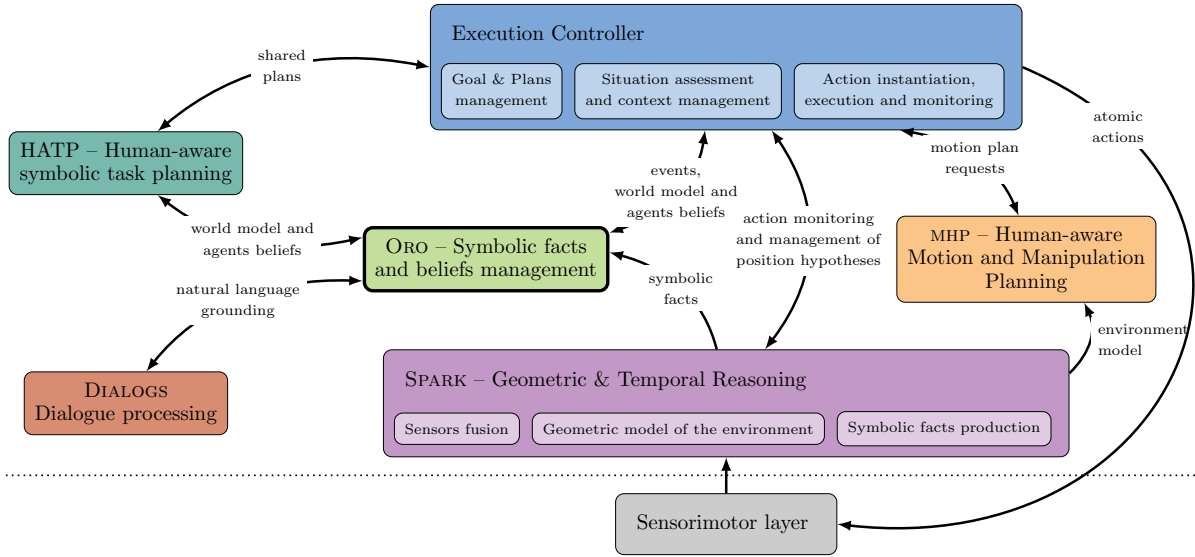 Execution Controller
Goal & Plans
management
Situation assessment
and context management
Action instantiation,
execution and monitoring
shared
plans
atomic
actions
HATP – Human-aware
symbolic task planning
motion plan
requests
events,
world model and
agents beliefs
world model and
agents beliefs
action monitoring
and management of
position hypotheses
ORO – Symbolic facts
and beliefs management
MHP – Human-aware
Motion and Manipulation
Planning
natural language
grounding
symbolic
facts
environment
model
DIALOGS
Dialogue processing
SPARK – Geometric & Temporal Reasoning
Sensors fusion
Geometric model of the environment
Symbolic facts production
Sensorimotor layer